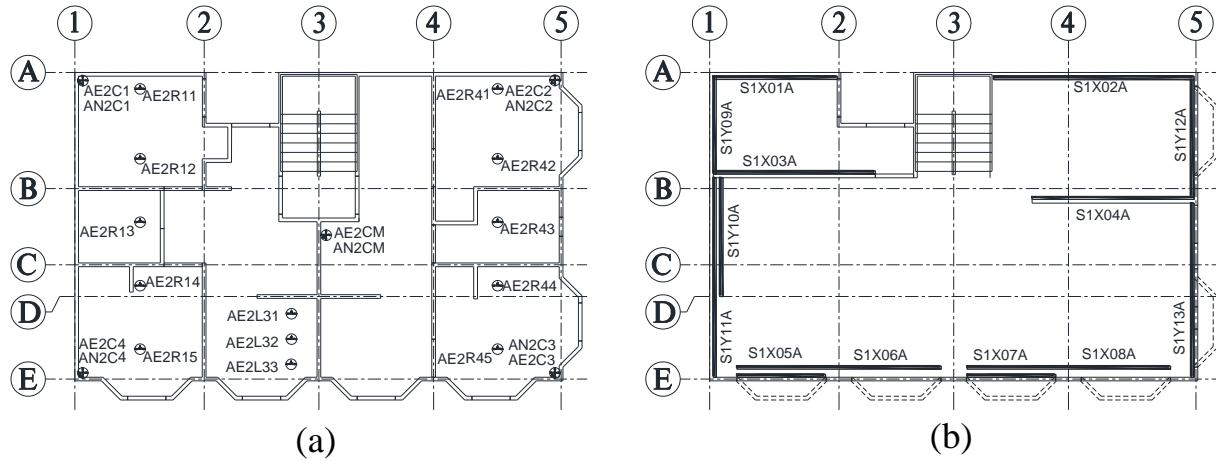 1 2 3 4 5
A
B
C
D
E
AE2C1
AN2C1
AE2R11
AE2R41
AE2C2
AN2C2
AE2R12
AE2R42
AE2R13
AE2CM
AN2CM
AE2R43
AE2R14
AE2R44
AE2L31
AE2L32
AE2L33
AE2C4
AN2C4
AE2R15
AE2R45
AN2C3
AE2C3
(a)
1 2 3 4 5
A
B
C
D
E
S1X01A
S1X02A
S1Y09A
S1Y12A
S1X03A
S1X04A
S1Y10A
S1Y11A
S1Y13A
S1X05A
S1X06A
S1X07A
S1X08A
(b)